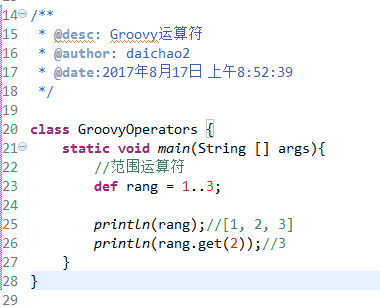 14 /**
15  * @desc: Groovy运算符
16  * @author: daichao2
17  * @date:2017年8月17日 上午8:52:39
18  */
19
20 class GroovyOperators {
21     static void main(String [] args){
22         //范围运算符
23         def rang = 1..3;
24
25         println(rang);//[1, 2, 3]
26         println(rang.get(2));//3
27     }
28 }
29